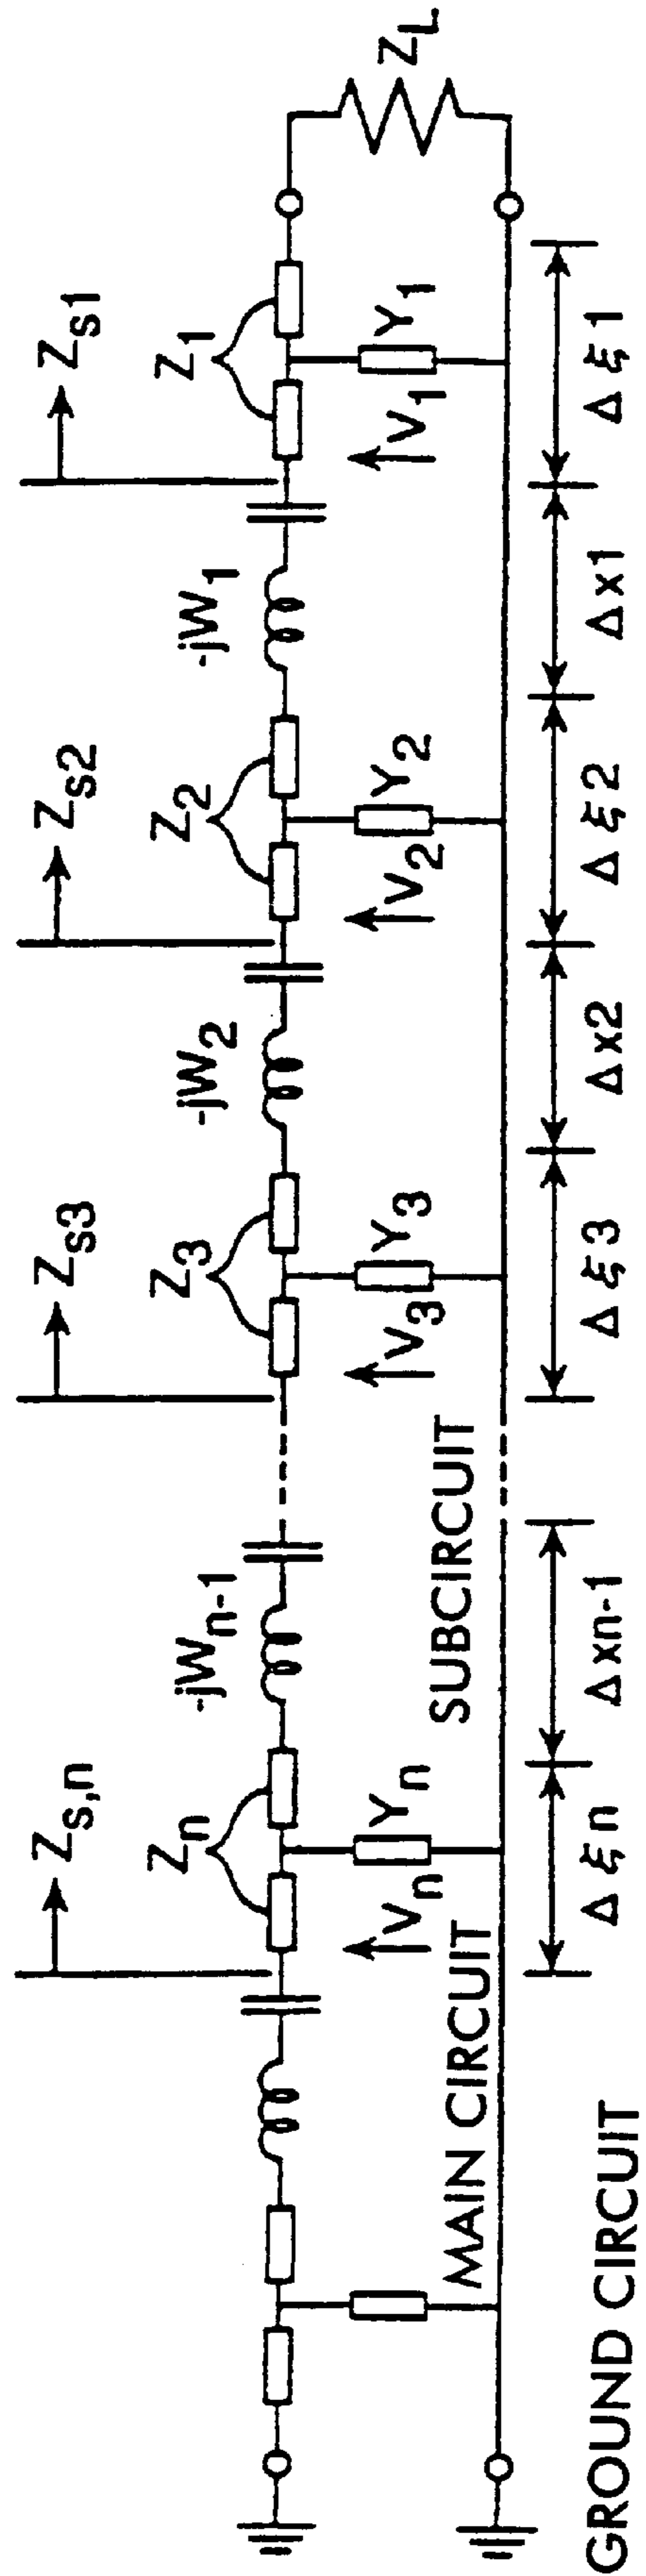 Z_s,n Z_s3 Z_s2 Z_s1
-jW_n-1 -jW_2 -jW_1
Z_n Z_3 Z_2 Z_1 Z_L
V_n Y_n V_3 Y_3 V_2 Y_2 V_1 Y_1
MAIN CIRCUIT SUBCIRCUIT
Δξn Δxn-1 Δξ3 Δx2 Δξ2 Δx1 Δξ1
GROUND CIRCUIT